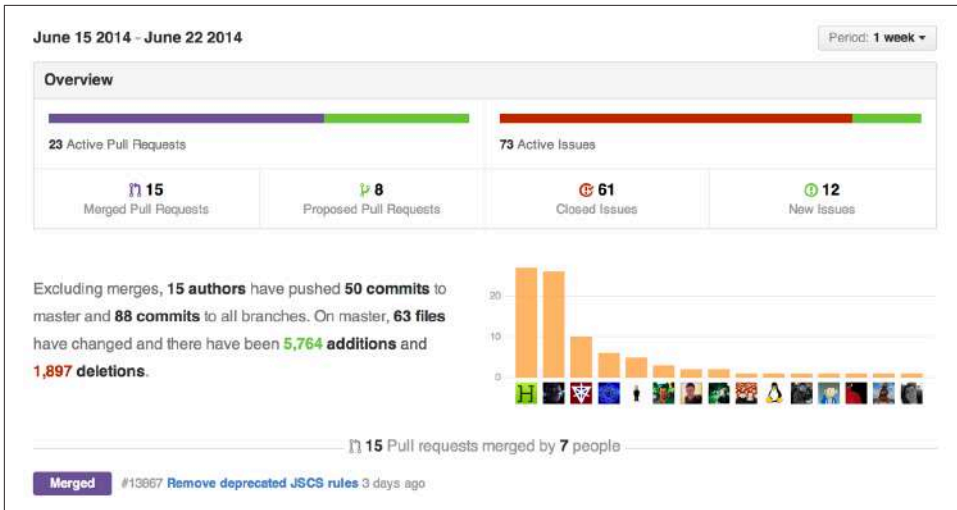 June 15 2014 - June 22 2014
Period: 1 week
Overview
23 Active Pull Requests
73 Active Issues
15
Merged Pull Requests
8
Proposed Pull Requests
61
Closed Issues
12
New Issues
Excluding merges, 15 authors have pushed 50 commits to
master and 88 commits to all branches. On master, 63 files
have changed and there have been 5,764 additions and
1,897 deletions.
20
10
0
15 Pull requests merged by 7 people
Merged #13867 Remove deprecated JSCS rules 3 days ago